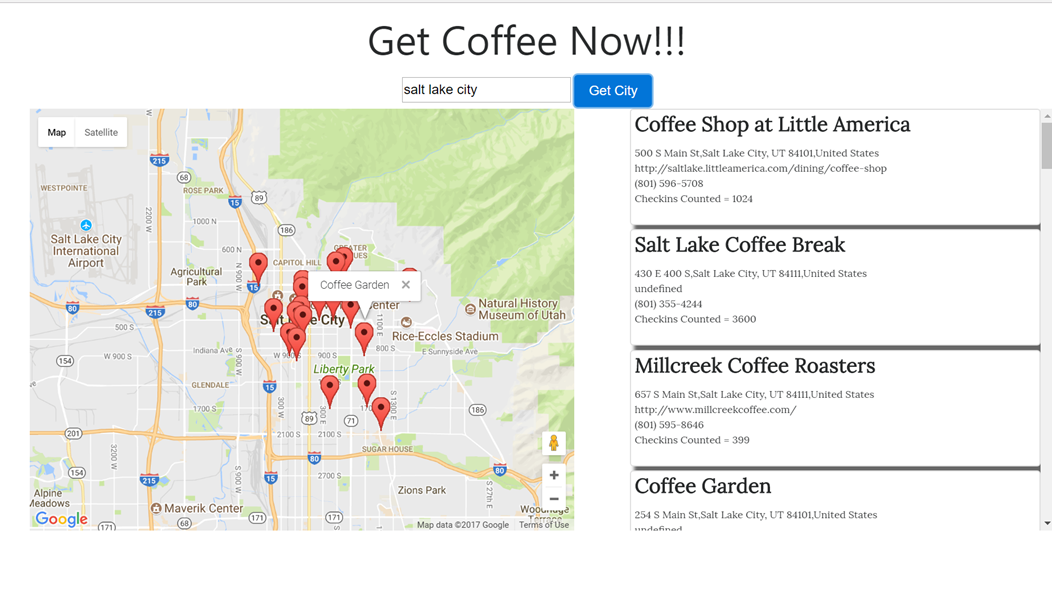 Get Coffee Now!!!
salt lake city
Get City
Map
Satellite
WESTPOINTE
215
68
ROSE PARK
15
89
2200 W
1000 N
186
Salt Lake City
International
Airport
600 N
CAPITOL HILL
GREATER
Agricultural
Park
N 900 W
15
Coffee Garden ×
80
215
80
500 S
Natural History
Museum of Utah
Rice-Eccles Stadium
1100 E
800 S
E Sunnyside Ave
154
W 900 S
Indiana Ave
900 S
Liberty Park
GLENDALE
15
1700 S
300 W
300 E
S 1300 E
89
71
186
201
2100 S
2100 S
SUGAR HOUSE
3200 W
80
80
154
215
S 900 W
15
2700 S
Zions Park
Alpine
Meadows
Maverik Center
171
171
171
68
Google
Map data ©2017 Google
Terms of Use
Coffee Shop at Little America
500 S Main St,Salt Lake City, UT 84101,United States
http://saltlake.littleamerica.com/dining/coffee-shop
(801) 596-5708
Checkins Counted = 1024
Salt Lake Coffee Break
430 E 400 S,Salt Lake City, UT 84111,United States
undefined
(801) 355-4244
Checkins Counted = 3600
Millcreek Coffee Roasters
657 S Main St,Salt Lake City, UT 84111,United States
http://www.millcreekcoffee.com/
(801) 595-8646
Checkins Counted = 399
Coffee Garden
254 S Main St,Salt Lake City, UT 84101,United States
undefined